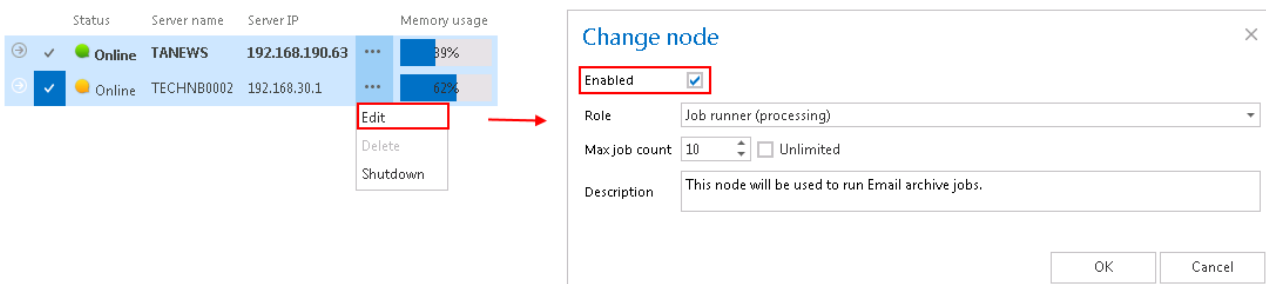 Status Server name Server IP Memory usage
Online TANEWS 192.168.190.63 ••• 39%
Online TECHNB0002 192.168.30.1 ••• 62%
Edit
Delete
Shutdown
Change node
Enabled
Role Job runner (processing)
Max job count 10 Unlimited
Description This node will be used to run Email archive jobs.
OK Cancel